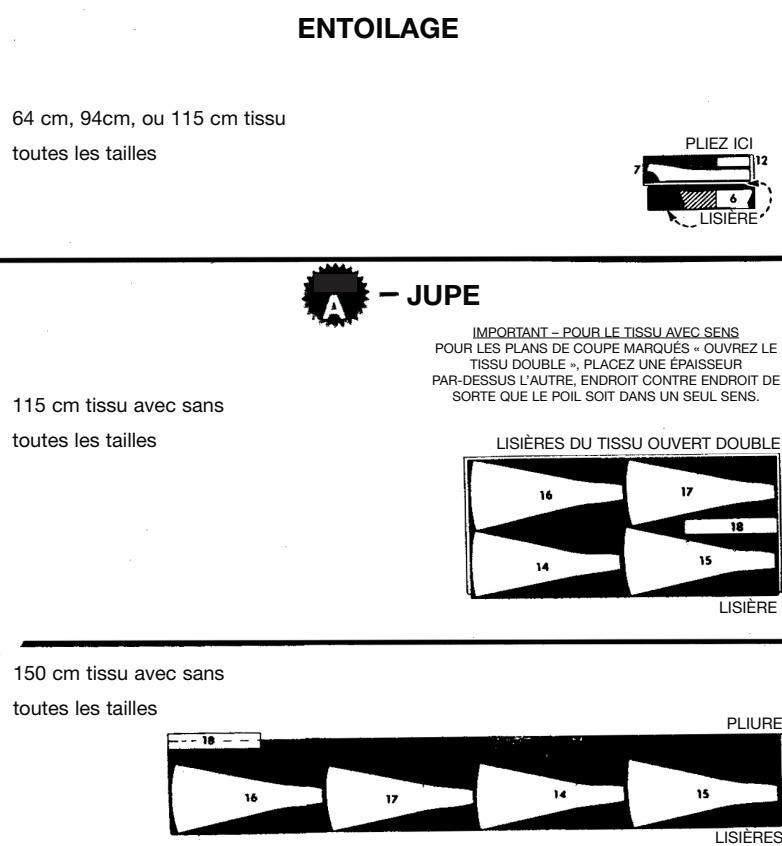 ENTOILAGE
64 cm, 94cm, ou 115 cm tissu
toutes les tailles
PLIEZ ICI
12
7
6
LISIÈRE
A – JUPE
IMPORTANT – POUR LE TISSU AVEC SENS
POUR LES PLANS DE COUPE MARQUÉS « OUVREZ LE
TISSU DOUBLE », PLACEZ UNE ÉPAISSEUR
PAR-DESSUS L'AUTRE, ENDROIT CONTRE ENDROIT DE
SORTE QUE LE POIL SOIT DANS UN SEUL SENS.
115 cm tissu avec sans
toutes les tailles
LISIÈRES DU TISSU OUVERT DOUBLE
16
17
18
14
15
LISIÈRE
150 cm tissu avec sans
toutes les tailles
PLIURE
18
16
17
14
15
LISIÈRES